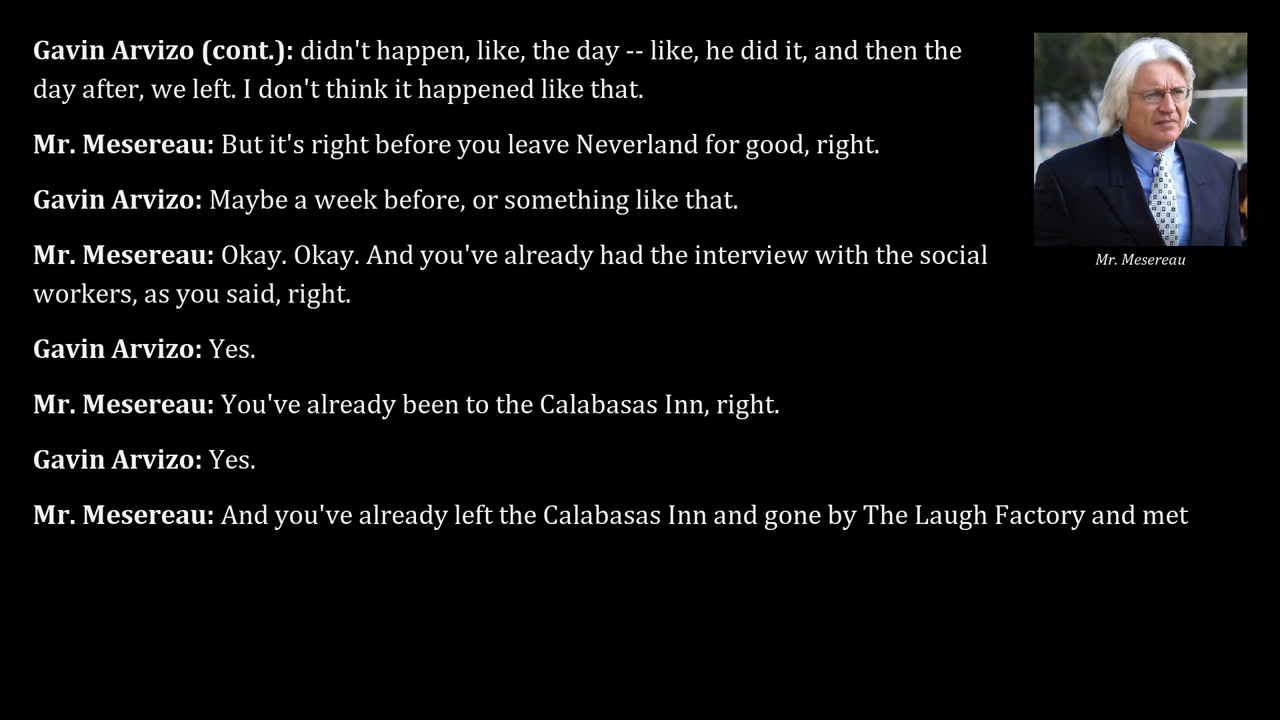 Gavin Arvizo (cont.): didn't happen, like, the day -- like, he did it, and then the
day after, we left. I don't think it happened like that.
Mr. Mesereau: But it's right before you leave Neverland for good, right.
Gavin Arvizo: Maybe a week before, or something like that.
Mr. Mesereau: Okay. Okay. And you've already had the interview with the social
workers, as you said, right.
Gavin Arvizo: Yes.
Mr. Mesereau: You've already been to the Calabasas Inn, right.
Gavin Arvizo: Yes.
Mr. Mesereau: And you've already left the Calabasas Inn and gone by The Laugh Factory and met
Mr. Mesereau